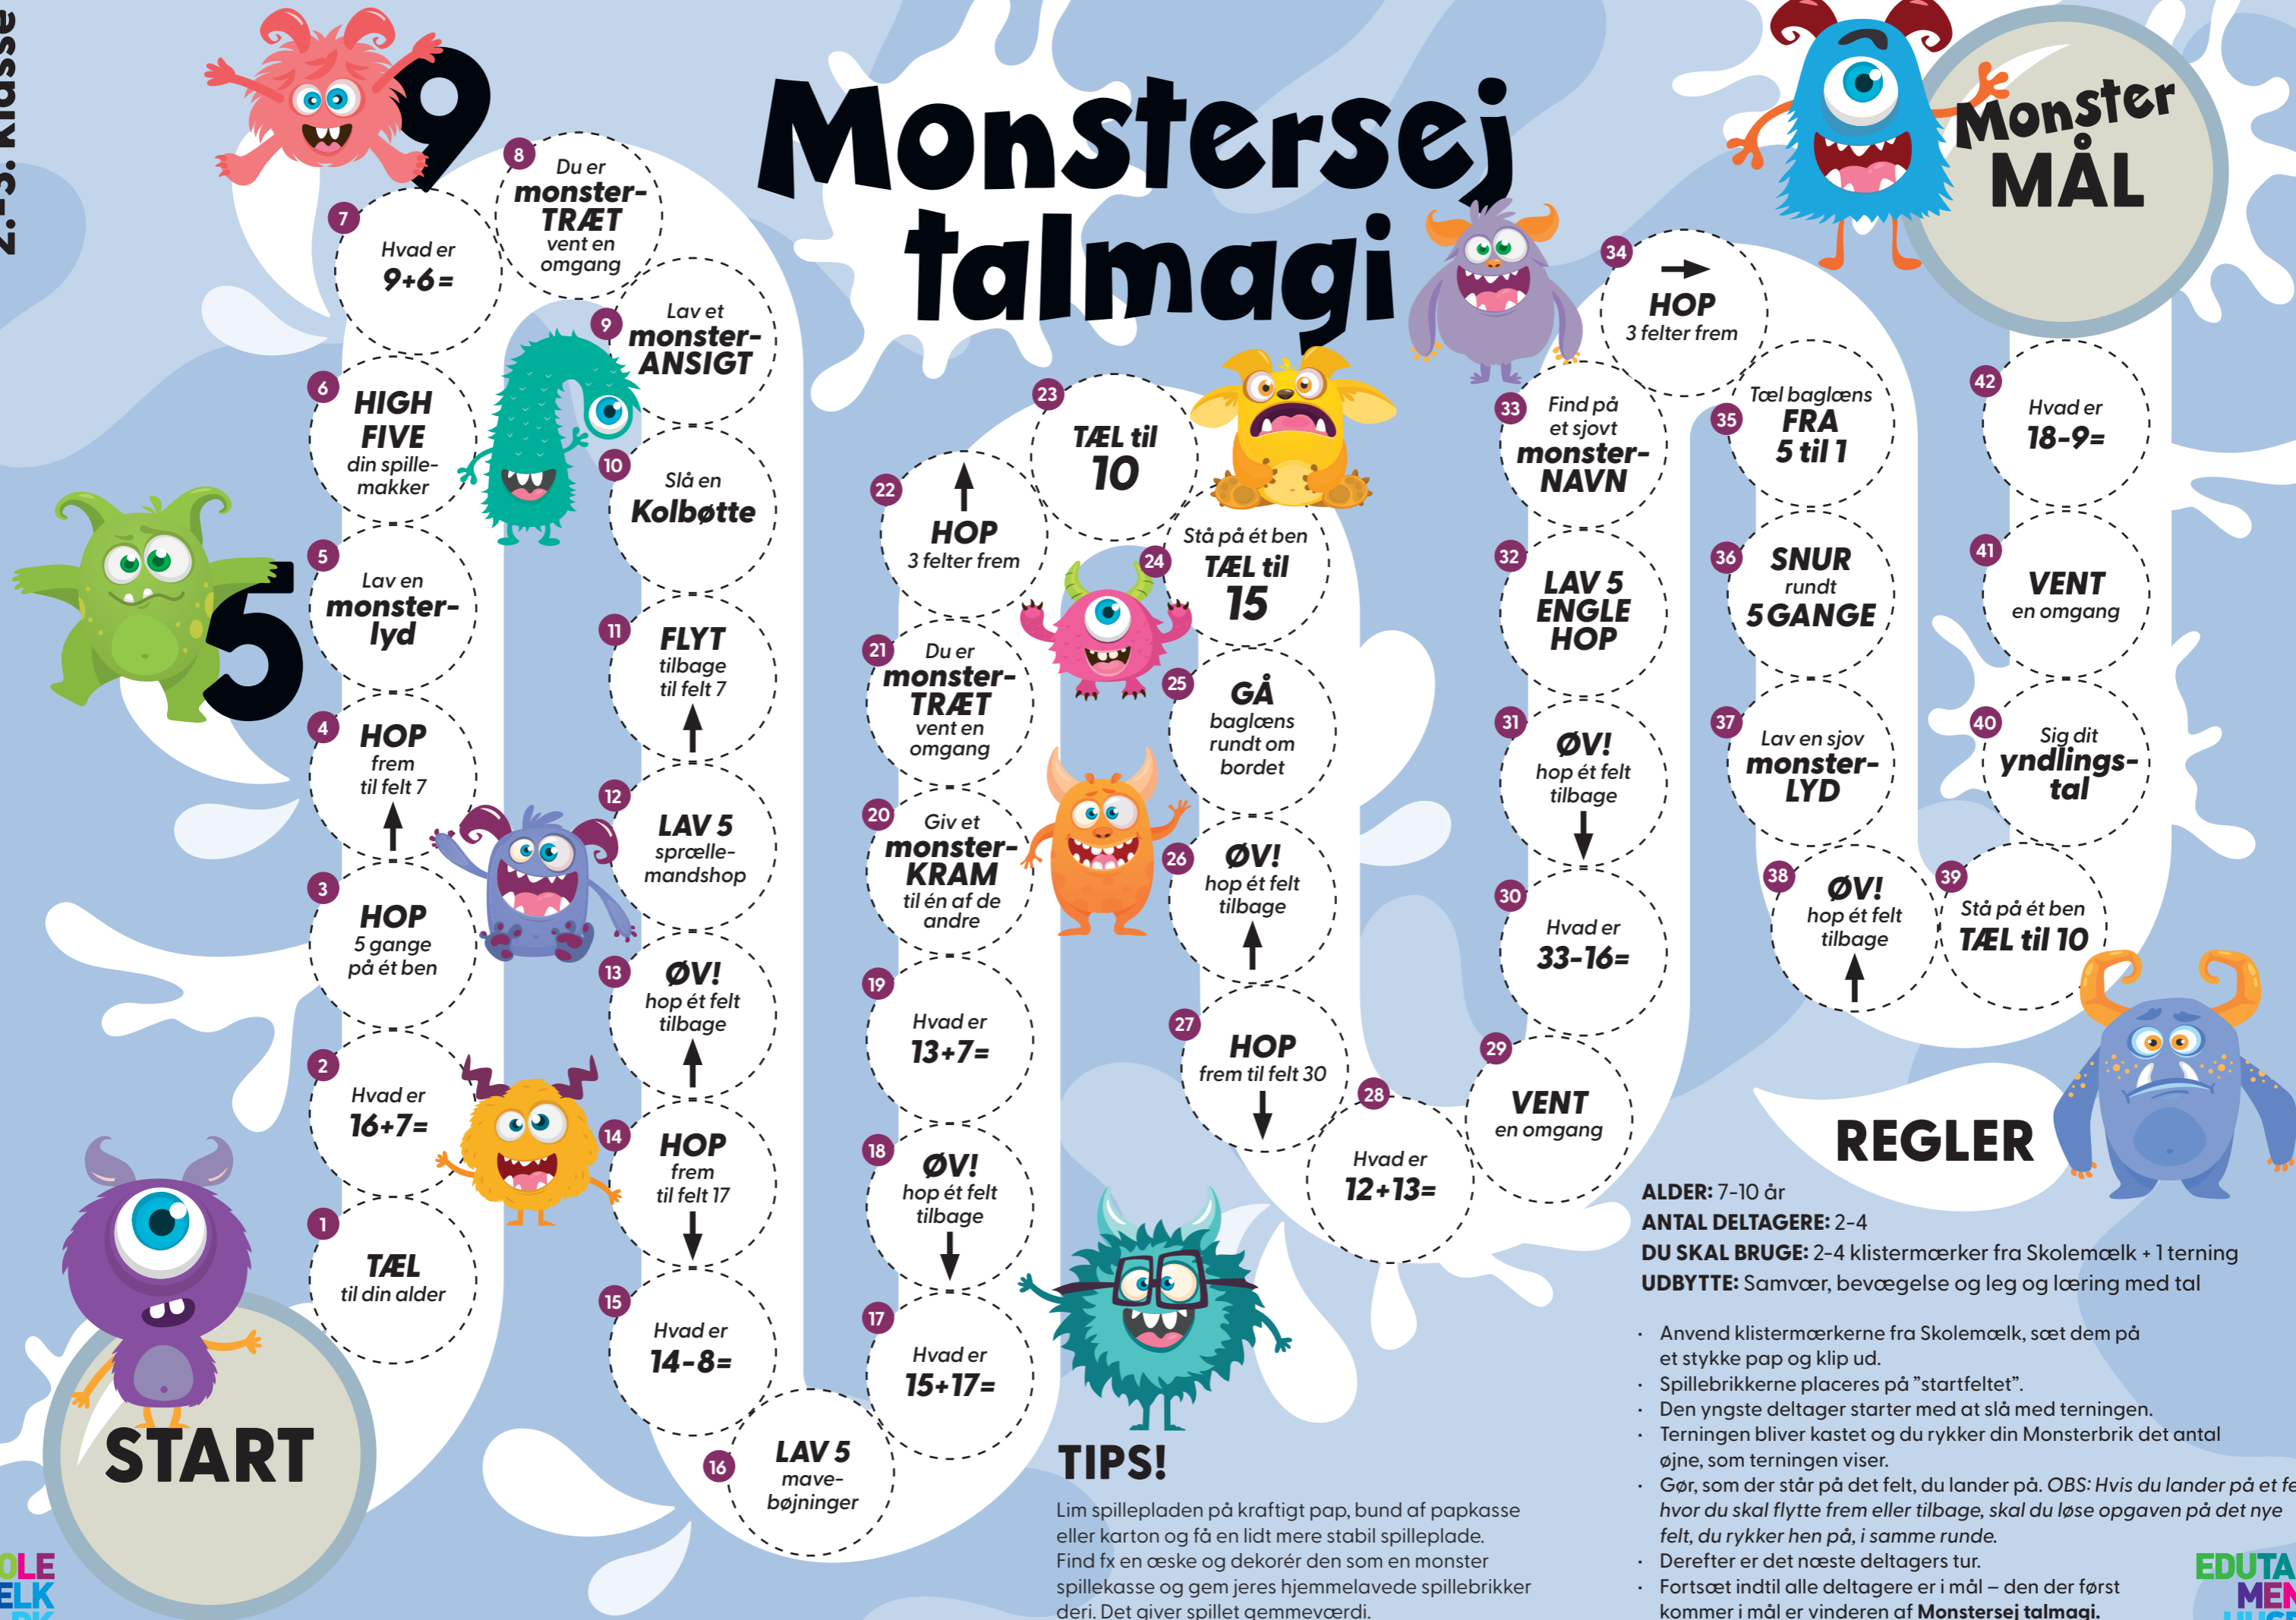 2.-3. klasse
Monstersej
talmagi
9
5
START
1
TÆL
til din alder
2
Hvad er
16+7=
3
HOP
5 gange
på ét ben
4
HOP
frem
til felt 7
5
Lav en
monster-
lyd
6
HIGH
FIVE
din spille-
makker
7
Hvad er
9+6=
8
Du er
monster-
TRÆT
vent en
omgang
9
Lav et
monster-
ANSIGT
10
Slå en
Kolbøtte
11
FLYT
tilbage
til felt 7
12
LAV 5
sprælle-
mandshop
13
ØV!
hop ét felt
tilbage
14
HOP
frem
til felt 17
15
Hvad er
14-8=
16
LAV 5
mave-
bøjninger
17
Hvad er
15+17=
18
ØV!
hop ét felt
tilbage
19
Hvad er
13+7=
20
Giv et
monster-
KRAM
til én af de
andre
21
Du er
monster-
TRÆT
vent en
omgang
22
HOP
3 felter frem
23
TÆL til
10
24
Stå på ét ben
TÆL til
15
25
GÅ
baglæns
rundt om
bordet
26
ØV!
hop ét felt
tilbage
27
HOP
frem til felt 30
28
Hvad er
12+13=
29
VENT
en omgang
30
Hvad er
33-16=
31
ØV!
hop ét felt
tilbage
32
LAV 5
ENGLE
HOP
33
Find på
et sjovt
monster-
NAVN
34
HOP
3 felter frem
35
Tæl baglæns
FRA
5 til 1
36
SNUR
rundt
5 GANGE
37
Lav en sjov
monster-
LYD
38
ØV!
hop ét felt
tilbage
39
Stå på ét ben
TÆL til 10
40
Sig dit
yndlings-
tal
41
VENT
en omgang
42
Hvad er
18-9=
Monster
MÅL
TIPS!
Lim spillepladen på kraftigt pap, bund af papkasse
eller karton og få en lidt mere stabil spilleplade.
Find fx en æske og dekorér den som en monster
spillekasse og gem jeres hjemmelavede spillebrikker
deri. Det giver spillet gemmeværdi.
REGLER
ALDER: 7-10 år
ANTAL DELTAGERE: 2-4
DU SKAL BRUGE: 2-4 klistermærker fra Skolemælk + 1 terning
UDBYTTE: Samvær, bevægelse og leg og læring med tal
· Anvend klistermærkerne fra Skolemælk, sæt dem på
et stykke pap og klip ud.
· Spillebrikkerne placeres på ”startfeltet”.
· Den yngste deltager starter med at slå med terningen.
· Terningen bliver kastet og du rykker din Monsterbrik det antal
øjne, som terningen viser.
· Gør, som der står på det felt, du lander på. OBS: Hvis du lander på et fe
hvor du skal flytte frem eller tilbage, skal du løse opgaven på det nye
felt, du rykker hen på, i samme runde.
· Derefter er det næste deltagers tur.
· Fortsæt indtil alle deltagere er i mål – den der først
kommer i mål er vinderen af Monstersej talmagi.
OLE
ELK
EDUTA
MEN